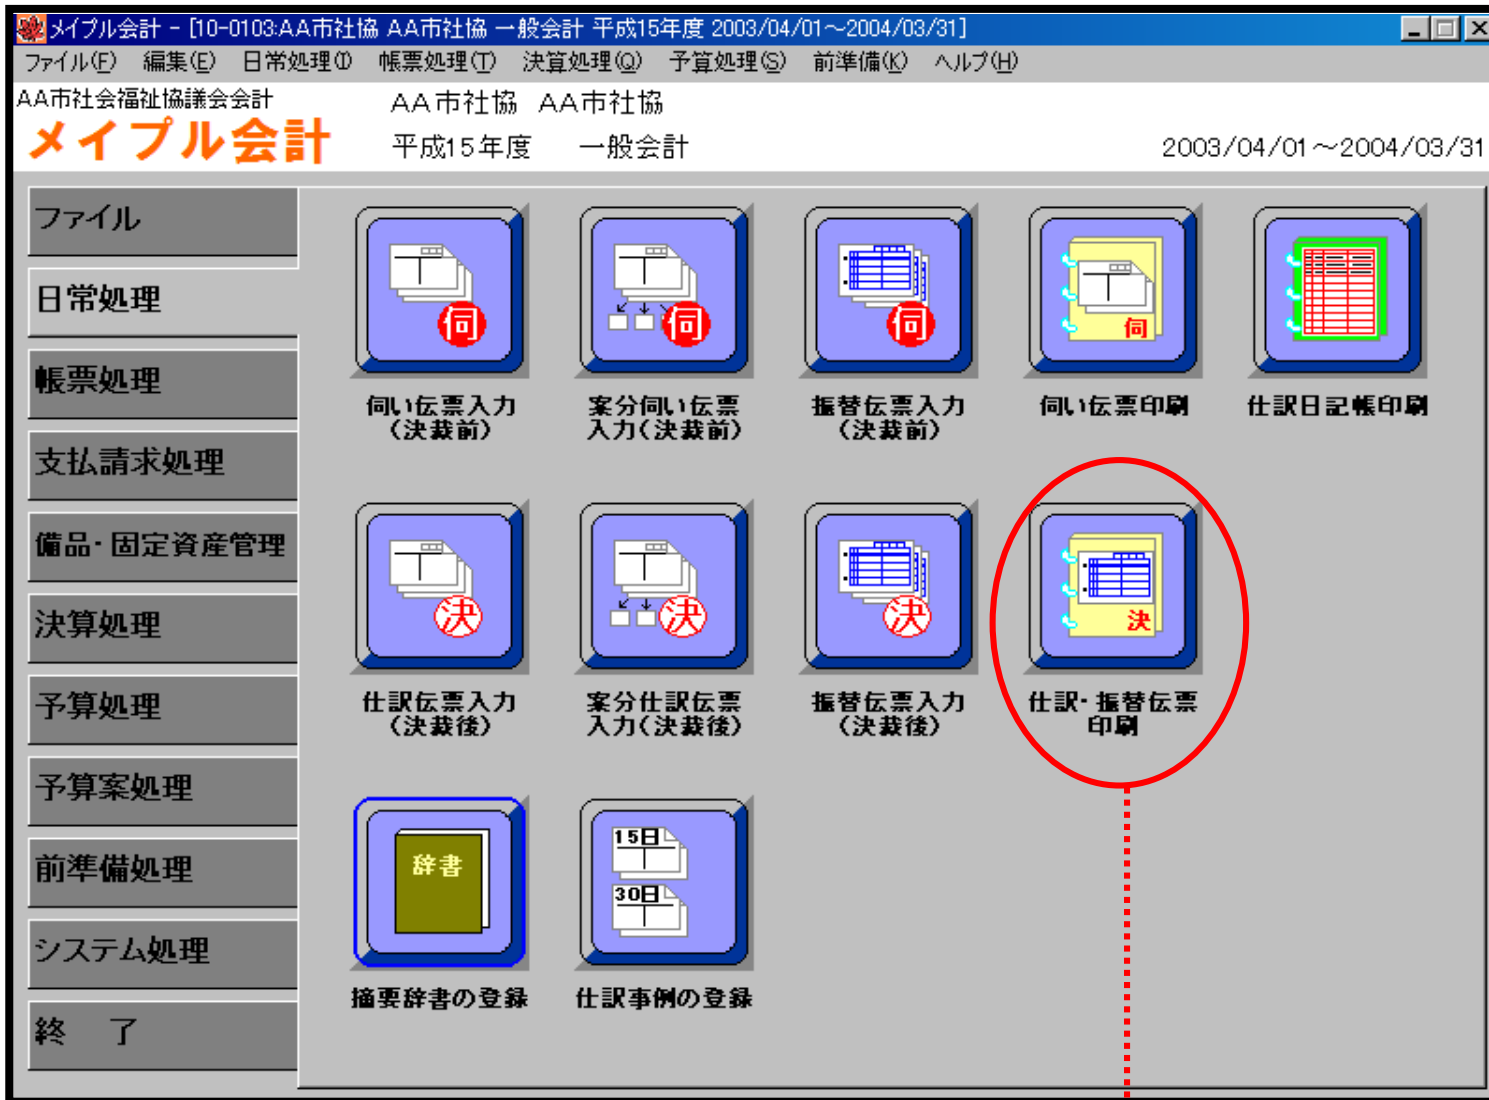 メイプル会計 - [10-0103:AA市社協 AA市社協 一般会計 平成15年度 2003/04/01～2004/03/31]
ファイル(F) 編集(E) 日常処理(I) 帳票処理(T) 決算処理(Q) 予算処理(S) 前準備(K) ヘルプ(H)
AA市社会福祉協議会会計
AA市社協 AA市社協
メイプル会計
平成15年度 一般会計
2003/04/01～2004/03/31
ファイル
日常処理
帳票処理
支払請求処理
備品・固定資産管理
決算処理
予算処理
予算案処理
前準備処理
システム処理
終 了
伺
伺
伺
伺
伺い伝票入力
(決裁前)
案分伺い伝票
入力(決裁前)
振替伝票入力
(決裁前)
伺い伝票印刷
仕訳日記帳印刷
決
決
決
決
仕訳伝票入力
(決裁後)
案分仕訳伝票
入力(決裁後)
振替伝票入力
(決裁後)
仕訳・振替伝票
印刷
辞書
15日
30日
摘要辞書の登録
仕訳事例の登録